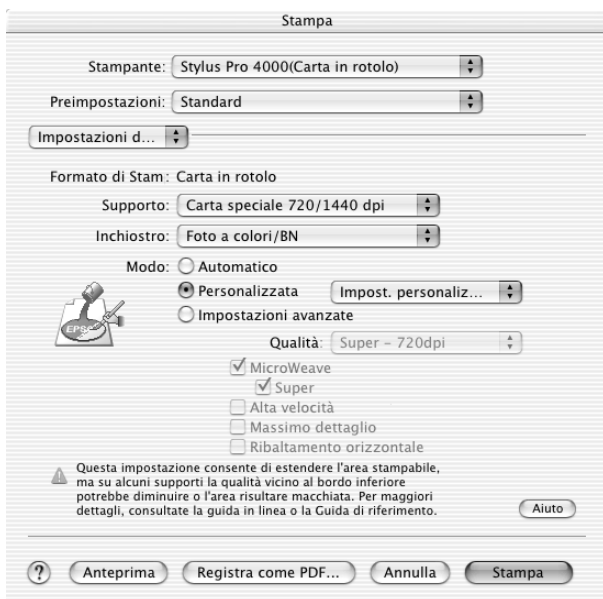 Stampa
Stampante: Stylus Pro 4000(Carta in rotolo)
Preimpostazioni: Standard
Impostazioni d...
Formato di Stam: Carta in rotolo
Supporto: Carta speciale 720/1440 dpi
Inchiostro: Foto a colori/BN
Modo: Automatico
Personalizzata Impost. personaliz...
Impostazioni avanzate
Qualità: Super - 720dpi
MicroWeave
Super
Alta velocità
Massimo dettaglio
Ribaltamento orizzontale
EPSO
Questa impostazione consente di estendere l'area stampabile,
ma su alcuni supporti la qualità vicino al bordo inferiore
potrebbe diminuire o l'area risultare macchiata. Per maggiori
dettagli, consultate la guida in linea o la Guida di riferimento.
Aiuto
? Anteprima Registra come PDF... Annulla Stampa